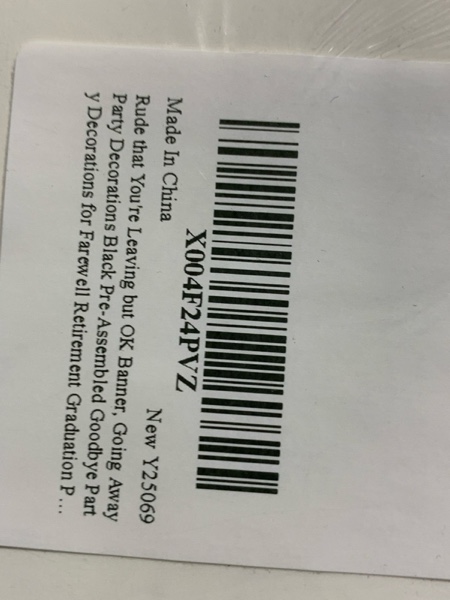 X004F24PVZ
New Y25069
Made In China
Rude that You're Leaving but OK Banner, Going Away
Party Decorations Black Pre-Assembled Goodbye Part
y Decorations for Farewell Retirement Graduation P...